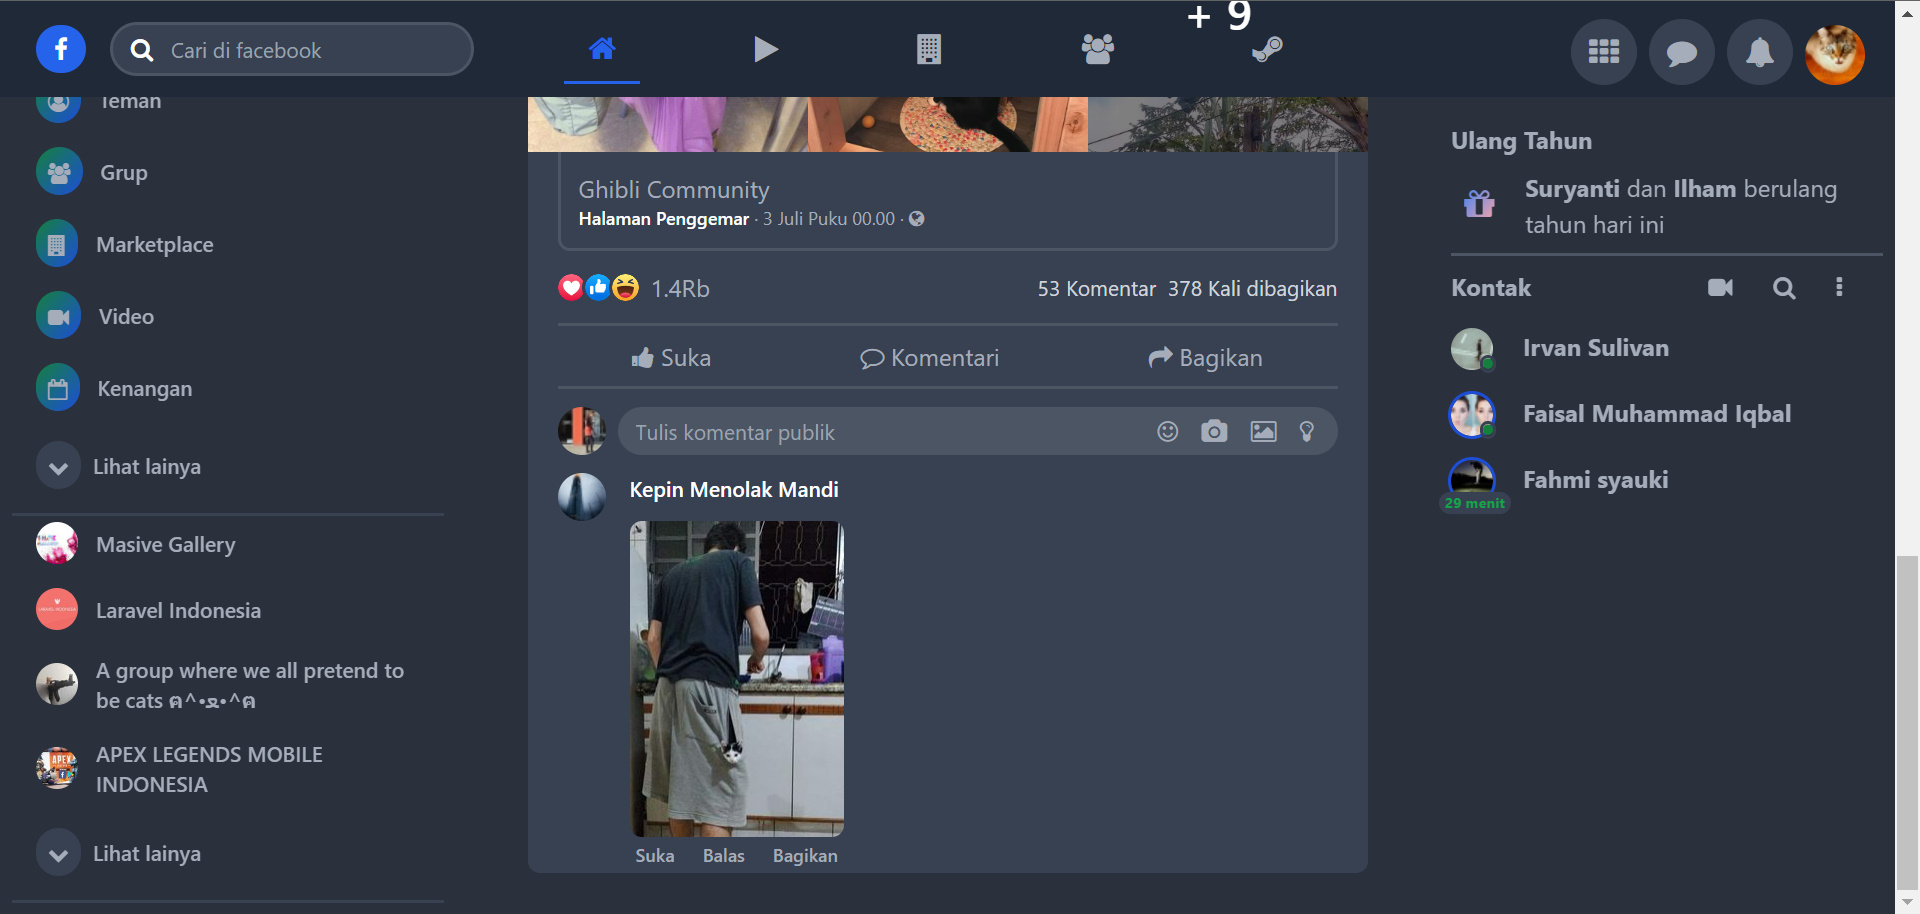 Cari di facebook
+ 9
Teman
Grup
Marketplace
Video
Kenangan
Lihat lainya
Masive Gallery
Laravel Indonesia
A group where we all pretend to
be cats ฅ^•ﻌ•^ฅ
APEX LEGENDS MOBILE
INDONESIA
Lihat lainya
Ghibli Community
Halaman Penggemar · 3 Juli Puku 00.00 ·
1.4Rb
53 Komentar 378 Kali dibagikan
Suka Komentari Bagikan
Tulis komentar publik
Kepin Menolak Mandi
Suka Balas Bagikan
Ulang Tahun
Suryanti dan Ilham berulang
tahun hari ini
Kontak
Irvan Sulivan
Faisal Muhammad Iqbal
Fahmi syauki
29 menit